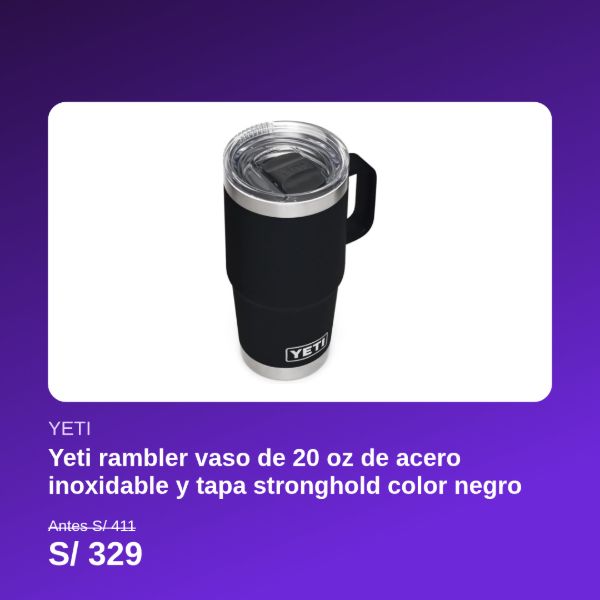 YETI
YETI
Yeti rambler vaso de 20 oz de acero
inoxidable y tapa stronghold color negro
Antes S/ 411
S/ 329